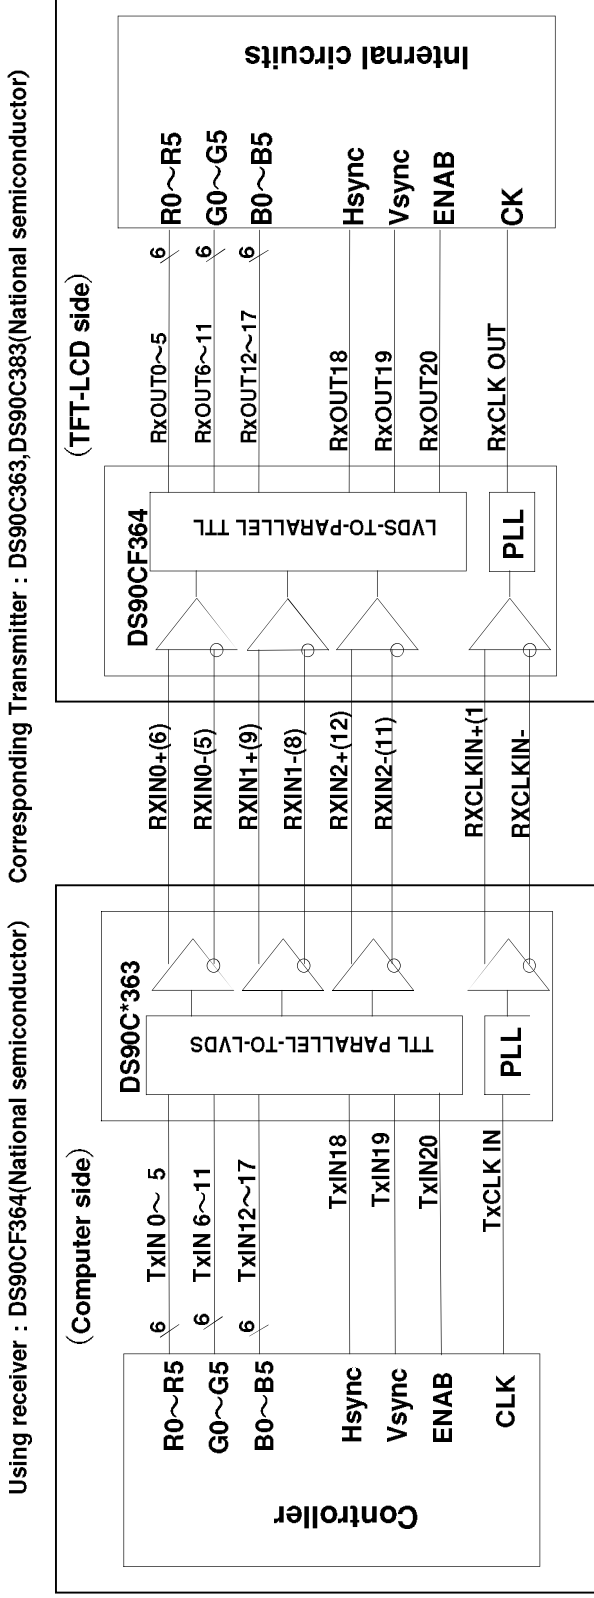 Using receiver : DS90CF364(National semiconductor)
Corresponding Transmitter : DS90C363,DS90C383(National semiconductor)
(Computer side)
(TFT-LCD side)
Controller
R0～R5
G0～G5
B0～B5
Hsync
Vsync
ENAB
CLK
6
6
6
TxIN 0～ 5
TxIN 6～11
TxIN12～17
TxIN18
TxIN19
TxIN20
TxCLK IN
DS90C*363
TTL PARALLEL-TO-LVDS
PLL
RXIN0+(6)
RXIN0-(5)
RXIN1+(9)
RXIN1-(8)
RXIN2+(12)
RXIN2-(11)
RXCLKIN+(1
RXCLKIN-
DS90CF364
LVDS-TO-PARALLEL TTL
PLL
RxOUT0～5
RxOUT6～11
RxOUT12～17
RxOUT18
RxOUT19
RxOUT20
RxCLK OUT
6
6
6
R0～R5
G0～G5
B0～B5
Hsync
Vsync
ENAB
CK
Internal circuits